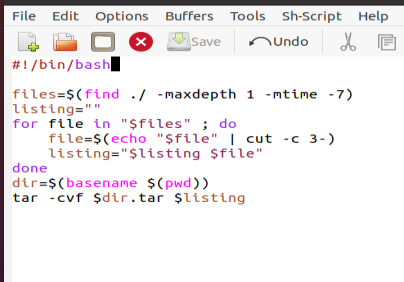 File Edit Options Buffers Tools Sh-Script Help
Save Undo
#!/bin/bash
files=$(find ./ -maxdepth 1 -mtime -7)
listing=""
for file in "$files" ; do
    file=$(echo "$file" | cut -c 3-)
    listing="$listing $file"
done
dir=$(basename $(pwd))
tar -cvf $dir.tar $listing